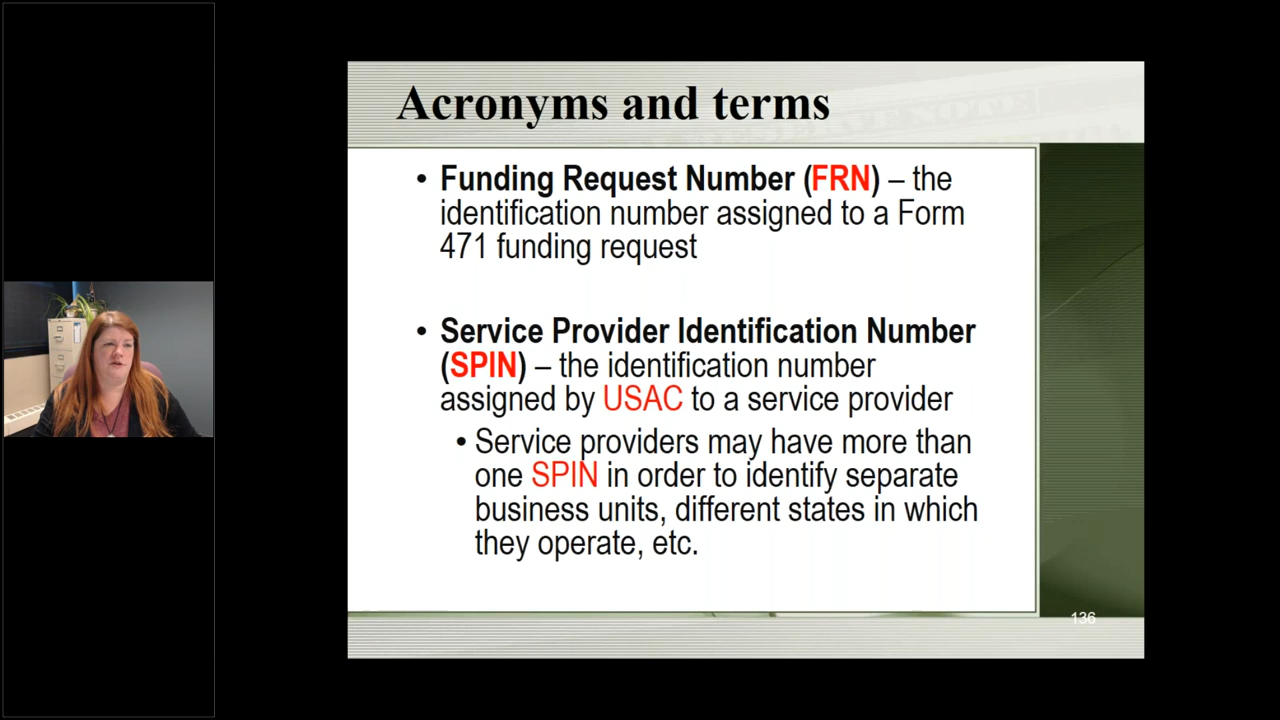 Acronyms and terms
• Funding Request Number (FRN) – the
identification number assigned to a Form
471 funding request
• Service Provider Identification Number
(SPIN) – the identification number
assigned by USAC to a service provider
• Service providers may have more than
one SPIN in order to identify separate
business units, different states in which
they operate, etc.
136